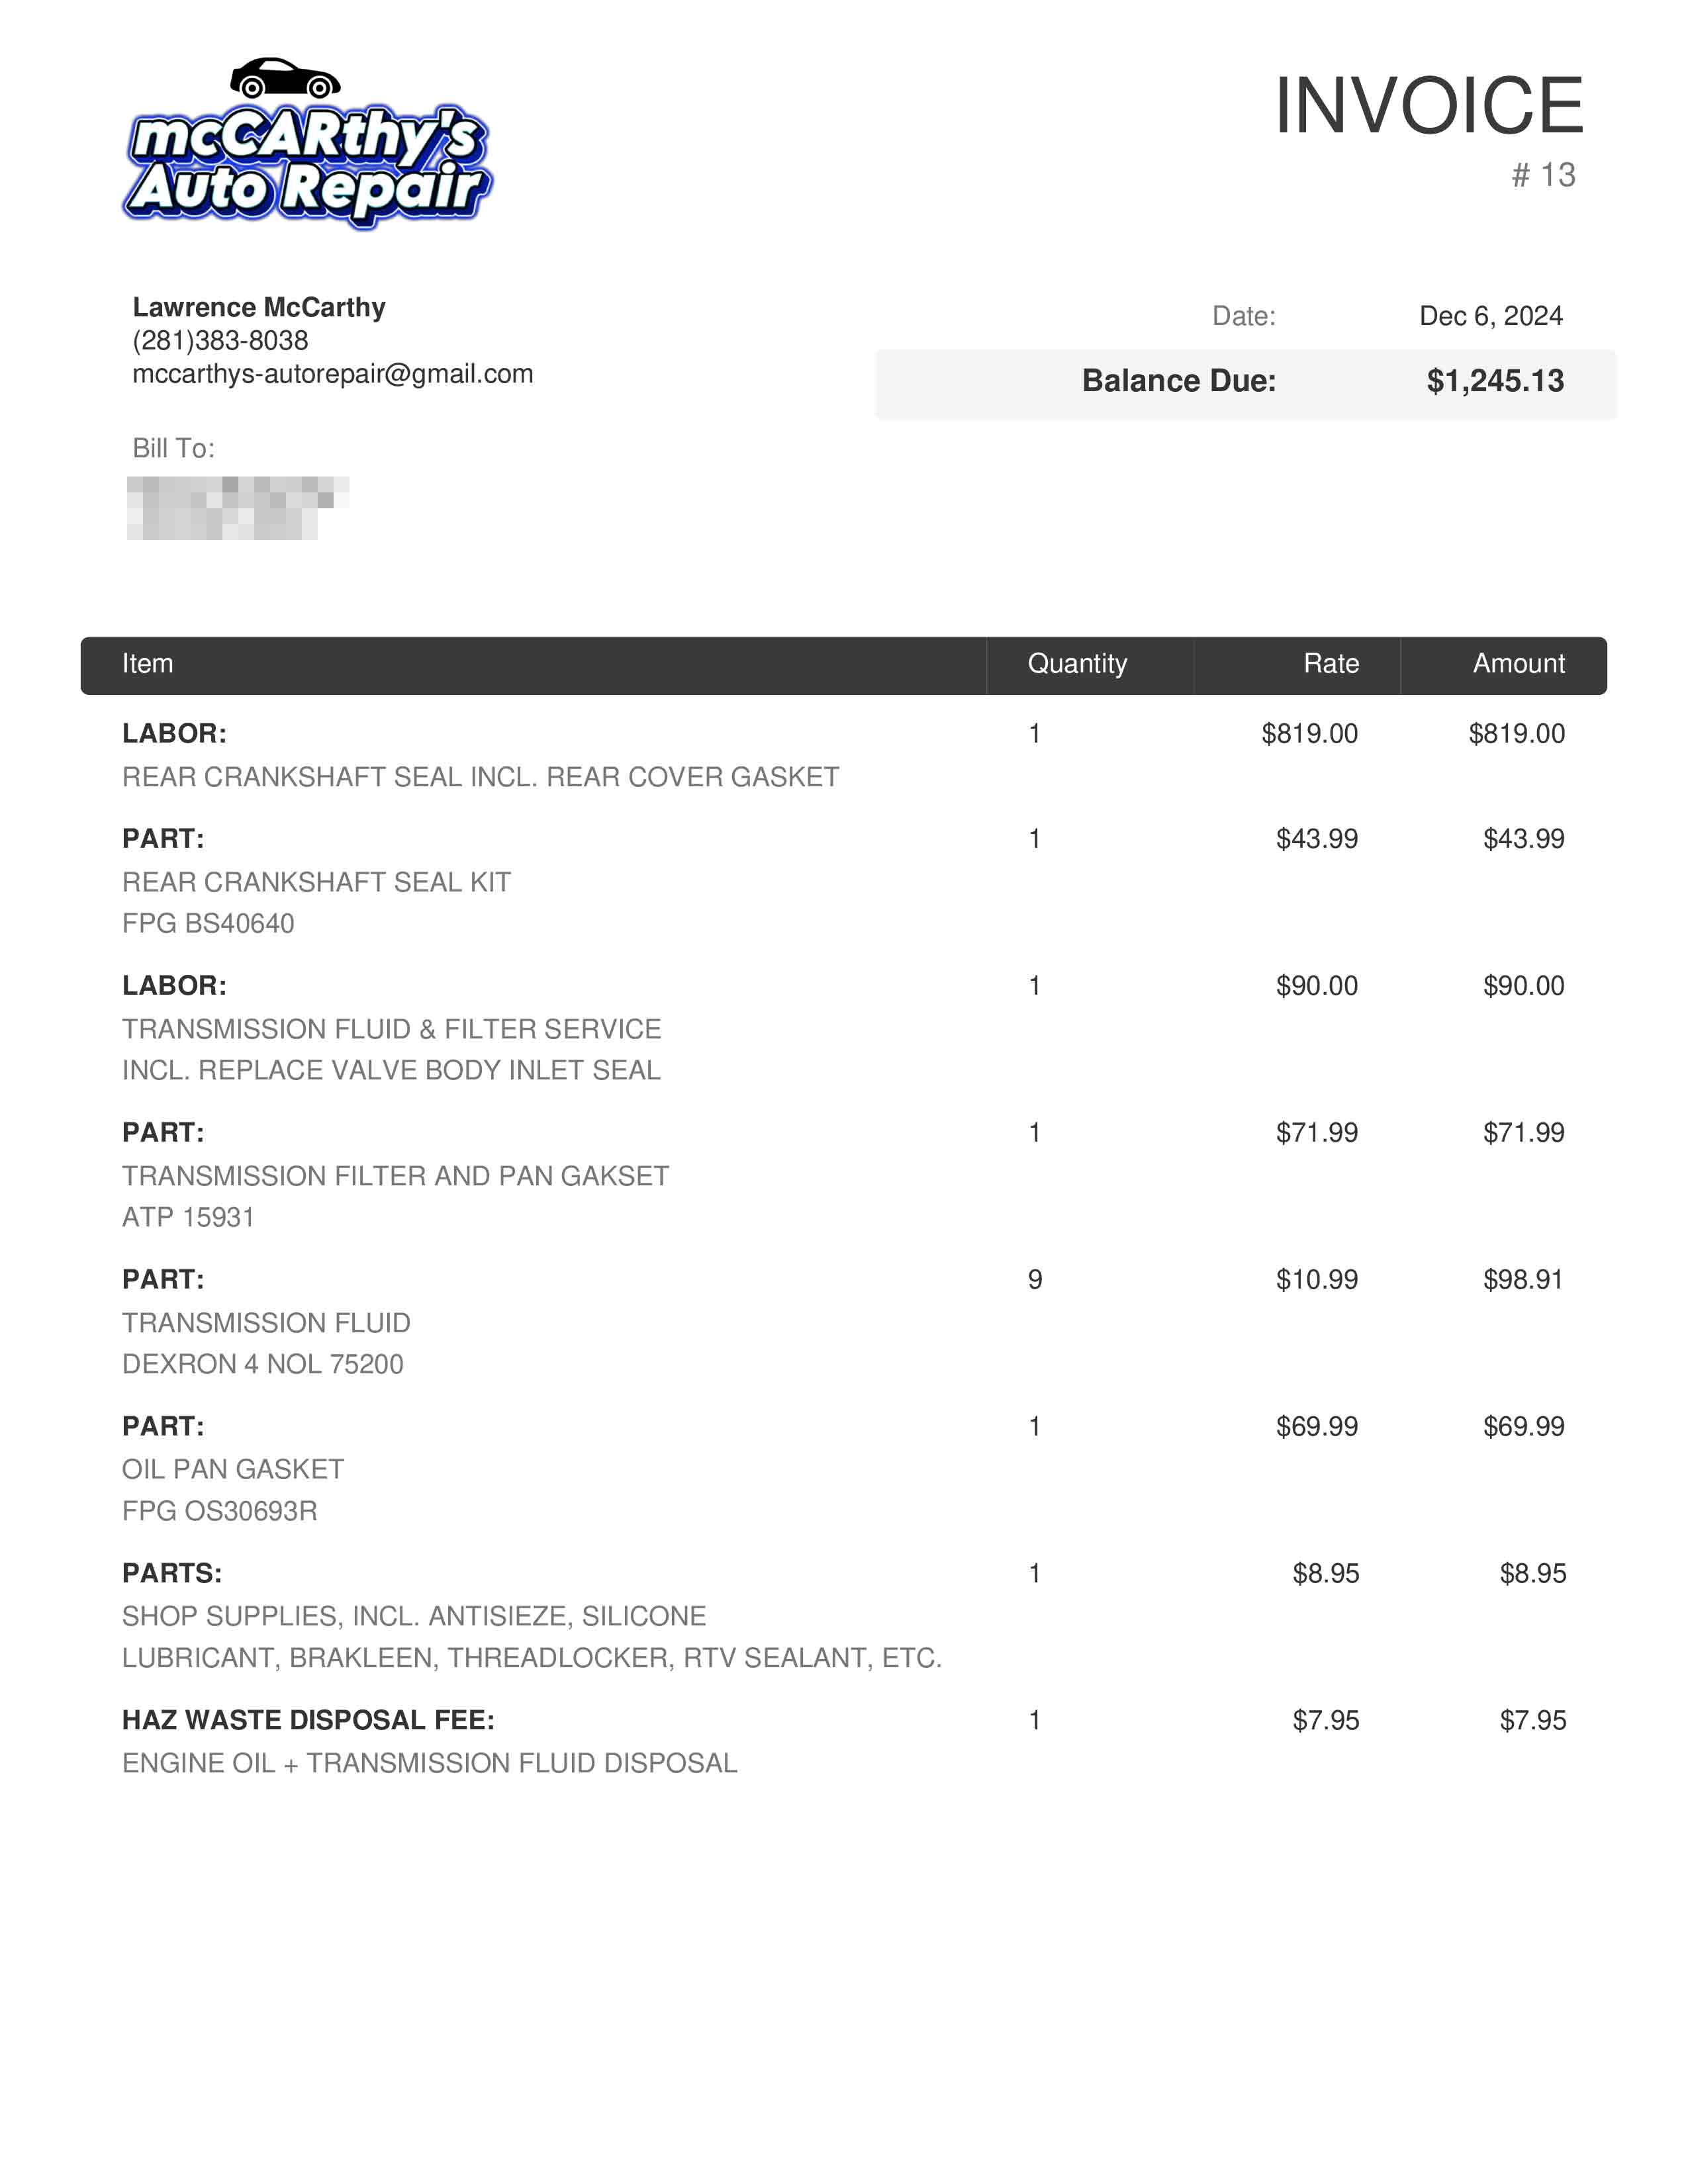 mcCARthy's
Auto Repair
INVOICE
# 13
Lawrence McCarthy
(281)383-8038
mccarthys-autorepair@gmail.com
Date: Dec 6, 2024
Balance Due: $1,245.13
Bill To:
Item Quantity Rate Amount
LABOR: 1 $819.00 $819.00
REAR CRANKSHAFT SEAL INCL. REAR COVER GASKET
PART: 1 $43.99 $43.99
REAR CRANKSHAFT SEAL KIT
FPG BS40640
LABOR: 1 $90.00 $90.00
TRANSMISSION FLUID & FILTER SERVICE
INCL. REPLACE VALVE BODY INLET SEAL
PART: 1 $71.99 $71.99
TRANSMISSION FILTER AND PAN GAKSET
ATP 15931
PART: 9 $10.99 $98.91
TRANSMISSION FLUID
DEXRON 4 NOL 75200
PART: 1 $69.99 $69.99
OIL PAN GASKET
FPG OS30693R
PARTS: 1 $8.95 $8.95
SHOP SUPPLIES, INCL. ANTISIEZE, SILICONE
LUBRICANT, BRAKLEEN, THREADLOCKER, RTV SEALANT, ETC.
HAZ WASTE DISPOSAL FEE: 1 $7.95 $7.95
ENGINE OIL + TRANSMISSION FLUID DISPOSAL